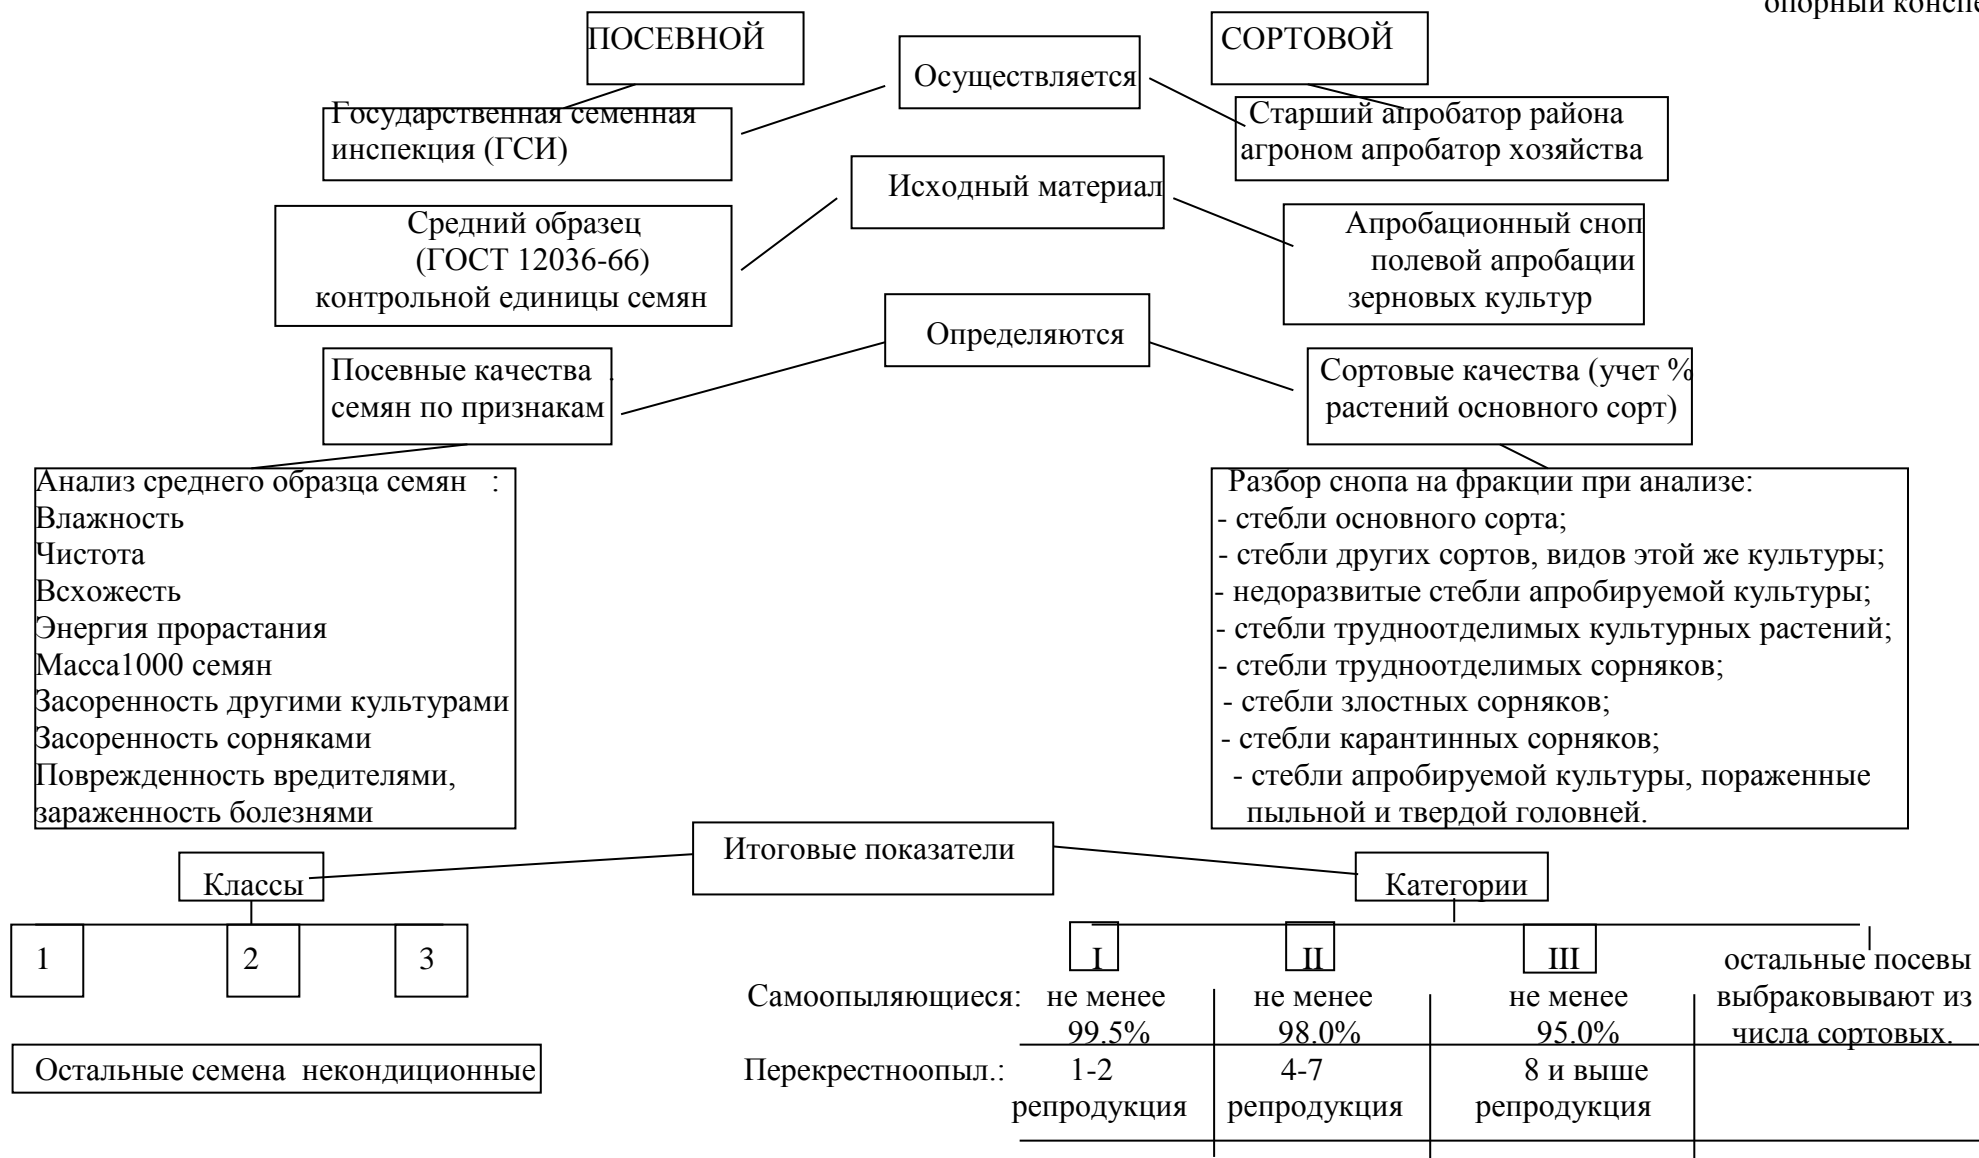 опорный
ПОСЕВНОЙ
Осуществляется
СОРТОВОЙ
Государственная семенная
инспекция (ГСИ)
Старший апробатор района
агроном апробатор хозяйства
Исходный материал
Средний образец
(ГОСТ 12036-66)
контрольной единицы семян
Апробационный сноп
полевой апробации
зерновых культур
Определяются
Посевные качества .
семян по признакам
Сортовые качества (учет %
растений основного сорт)
Анализ среднего образца семян :
Влажность
Чистота
Всхожесть
Энергия прорастания
Масса1000 семян
Засоренность другими культурами
Засоренность сорняками
Поврежденность вредителями,
зараженность болезнями
Разбор снопа на фракции при анализе:
- стебли основного сорта;
- стебли других сортов, видов этой же культуры;
- недоразвитые стебли апробируемой культуры;
- стебли трудноотделимых культурных растений;
- стебли трудноотделимых сорняков;
- стебли злостных сорняков;
- стебли карантинных сорняков;
- стебли апробируемой культуры, пораженные
пыльной и твердой головней.
Итоговые показатели
Классы
Категории
1 2 3
I II III остальные посевы
Самоопыляющиеся: не менее не менее не менее выбраковывают из
99.5% 98.0% 95.0% числа сортовых.
Остальные семена некондиционные
Перекрестноопыл.: 1-2 4-7 8 и выше
репродукция репродукция репродукция